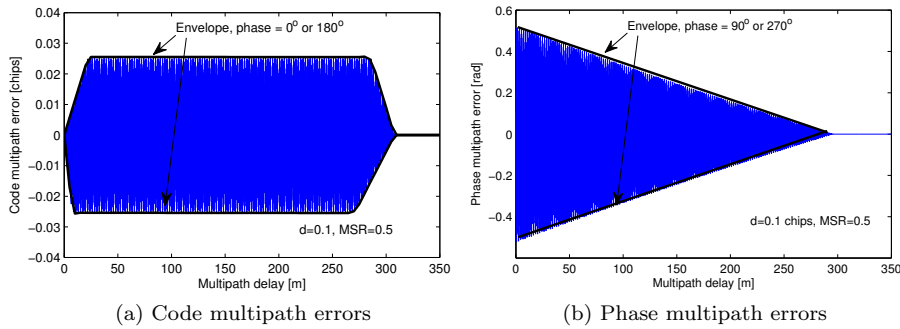 0.04
0.03
0.02
0.01
0
−0.01
−0.02
−0.03
−0.04
Code multipath error [chips]
Envelope, phase = 0° or 180°
d=0.1, MSR=0.5
0 50 100 150 200 250 300 350
Multipath delay [m]
(a) Code multipath errors
0.6
0.4
0.2
0
−0.2
−0.4
Phase multipath error [rad]
Envelope, phase = 90° or 270°
d=0.1 chips, MSR=0.5
0 50 100 150 200 250 300 350
Multipath delay [m]
(b) Phase multipath errors